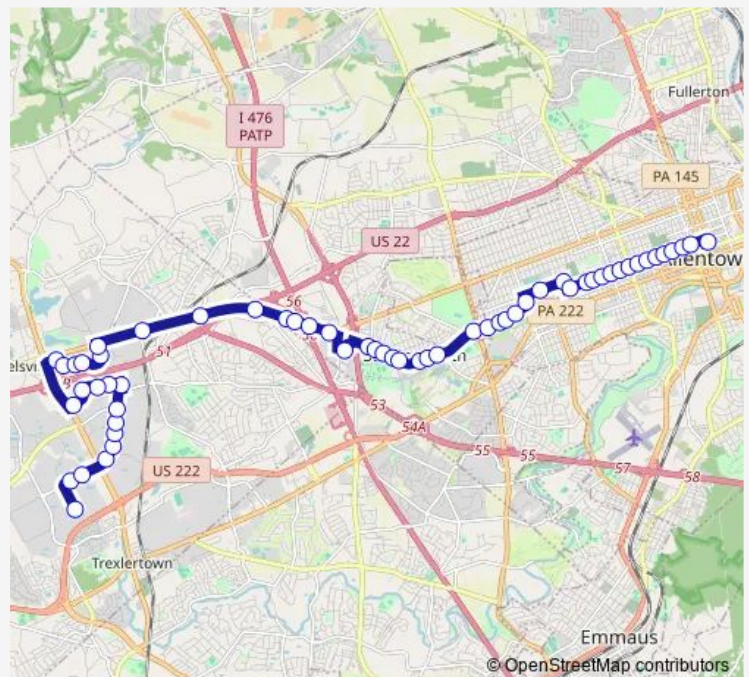 Fullerton
I 476
PATP
PA 145
US 22
56
PA 222
51
53
54A
55
55
57
58
US 222
Trexlertown
Emmaus
© OpenStreetMap contributors